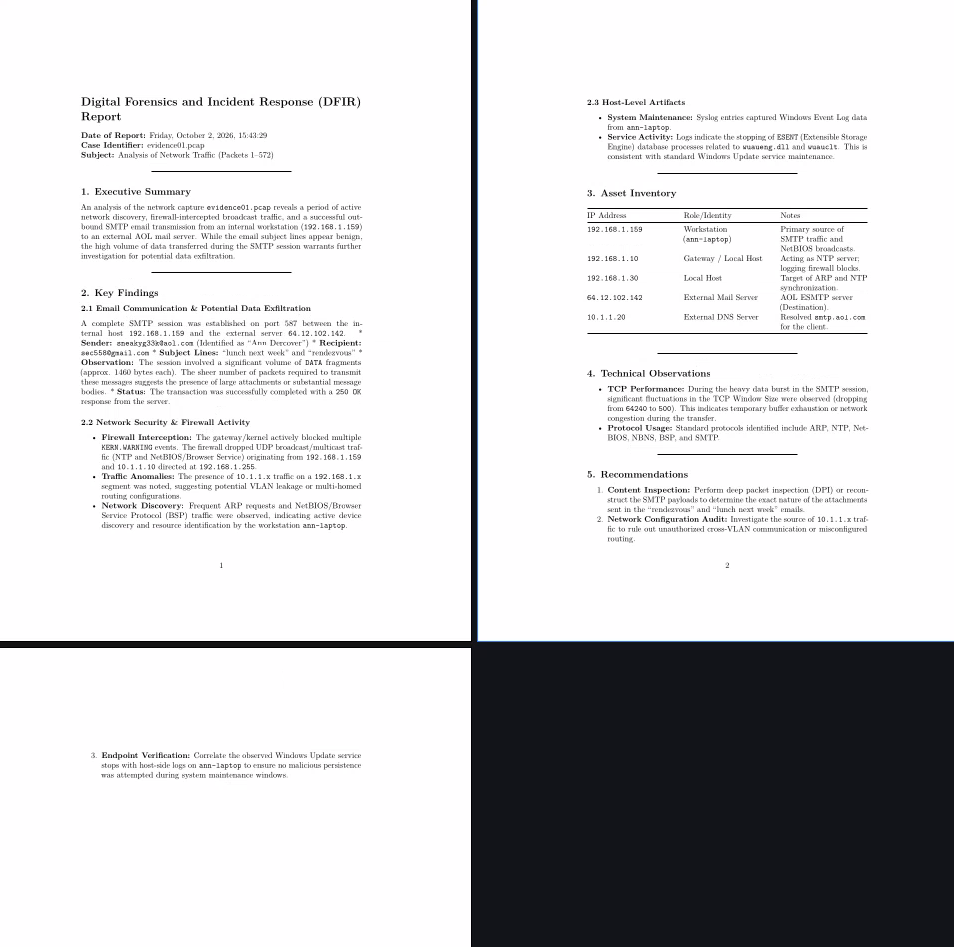 Digital Forensics and Incident Response (DFIR)
Report
Date of Report: Friday, October 2, 2026, 15:43:29
Case Identifier: evidence01.pcap
Subject: Analysis of Network Traffic (Packets 1–572)
1. Executive Summary
An analysis of the network capture evidence01.pcap reveals a period of active
network discovery, firewall-intercepted broadcast traffic, and a successful out-
bound SMTP email transmission from an internal workstation (192.168.1.159)
to an external AOL mail server. While the email subject lines appear benign,
the high volume of data transferred during the SMTP session warrants further
investigation for potential data exfiltration.
2. Key Findings
2.1 Email Communication & Potential Data Exfiltration
A complete SMTP session was established on port 587 between the in-
ternal host 192.168.1.159 and the external server 64.12.102.142. *
Sender: sneakyg33k@aol.com (Identified as “Ann Dercover”) * Recipient:
sec558@gmail.com * Subject Lines: “lunch next week” and “rendezvous” *
Observation: The session involved a significant volume of DATA fragments
(approx. 1460 bytes each). The sheer number of packets required to transmit
these messages suggests the presence of large attachments or substantial message
bodies. * Status: The transaction was successfully completed with a 250 OK
response from the server.
2.2 Network Security & Firewall Activity
• Firewall Interception: The gateway/kernel actively blocked multiple
KERN.WARNING events. The firewall dropped UDP broadcast/multicast traf-
fic (NTP and NetBIOS/Browser Service) originating from 192.168.1.159
and 10.1.1.10 directed at 192.168.1.255.
• Traffic Anomalies: The presence of 10.1.1.x traffic on a 192.168.1.x
segment was noted, suggesting potential VLAN leakage or multi-homed
routing configurations.
• Network Discovery: Frequent ARP requests and NetBIOS/Browser
Service Protocol (BSP) traffic were observed, indicating active device
discovery and resource identification by the workstation ann-laptop.
1
2.3 Host-Level Artifacts
• System Maintenance: Syslog entries captured Windows Event Log data
from ann-laptop.
• Service Activity: Logs indicate the stopping of ESENT (Extensible Storage
Engine) database processes related to wuaueng.dll and wuauclt. This is
consistent with standard Windows Update service maintenance.
3. Asset Inventory
IP Address Role/Identity Notes
192.168.1.159 Workstation Primary source of
(ann-laptop) SMTP traffic and
NetBIOS broadcasts.
192.168.1.10 Gateway / Local Host Acting as NTP server;
logging firewall blocks.
192.168.1.30 Local Host Target of ARP and NTP
synchronization.
64.12.102.142 External Mail Server AOL ESMTP server
(Destination).
10.1.1.20 External DNS Server Resolved smtp.aol.com
for the client.
4. Technical Observations
• TCP Performance: During the heavy data burst in the SMTP session,
significant fluctuations in the TCP Window Size were observed (dropping
from 64240 to 500). This indicates temporary buffer exhaustion or network
congestion during the transfer.
• Protocol Usage: Standard protocols identified include ARP, NTP, Net-
BIOS, NBNS, BSP, and SMTP.
5. Recommendations
1. Content Inspection: Perform deep packet inspection (DPI) or recon-
struct the SMTP payloads to determine the exact nature of the attachments
sent in the “rendezvous” and “lunch next week” emails.
2. Network Configuration Audit: Investigate the source of 10.1.1.x traf-
fic to rule out unauthorized cross-VLAN communication or misconfigured
routing.
2
3. Endpoint Verification: Correlate the observed Windows Update service
stops with host-side logs on ann-laptop to ensure no malicious persistence
was attempted during system maintenance windows.